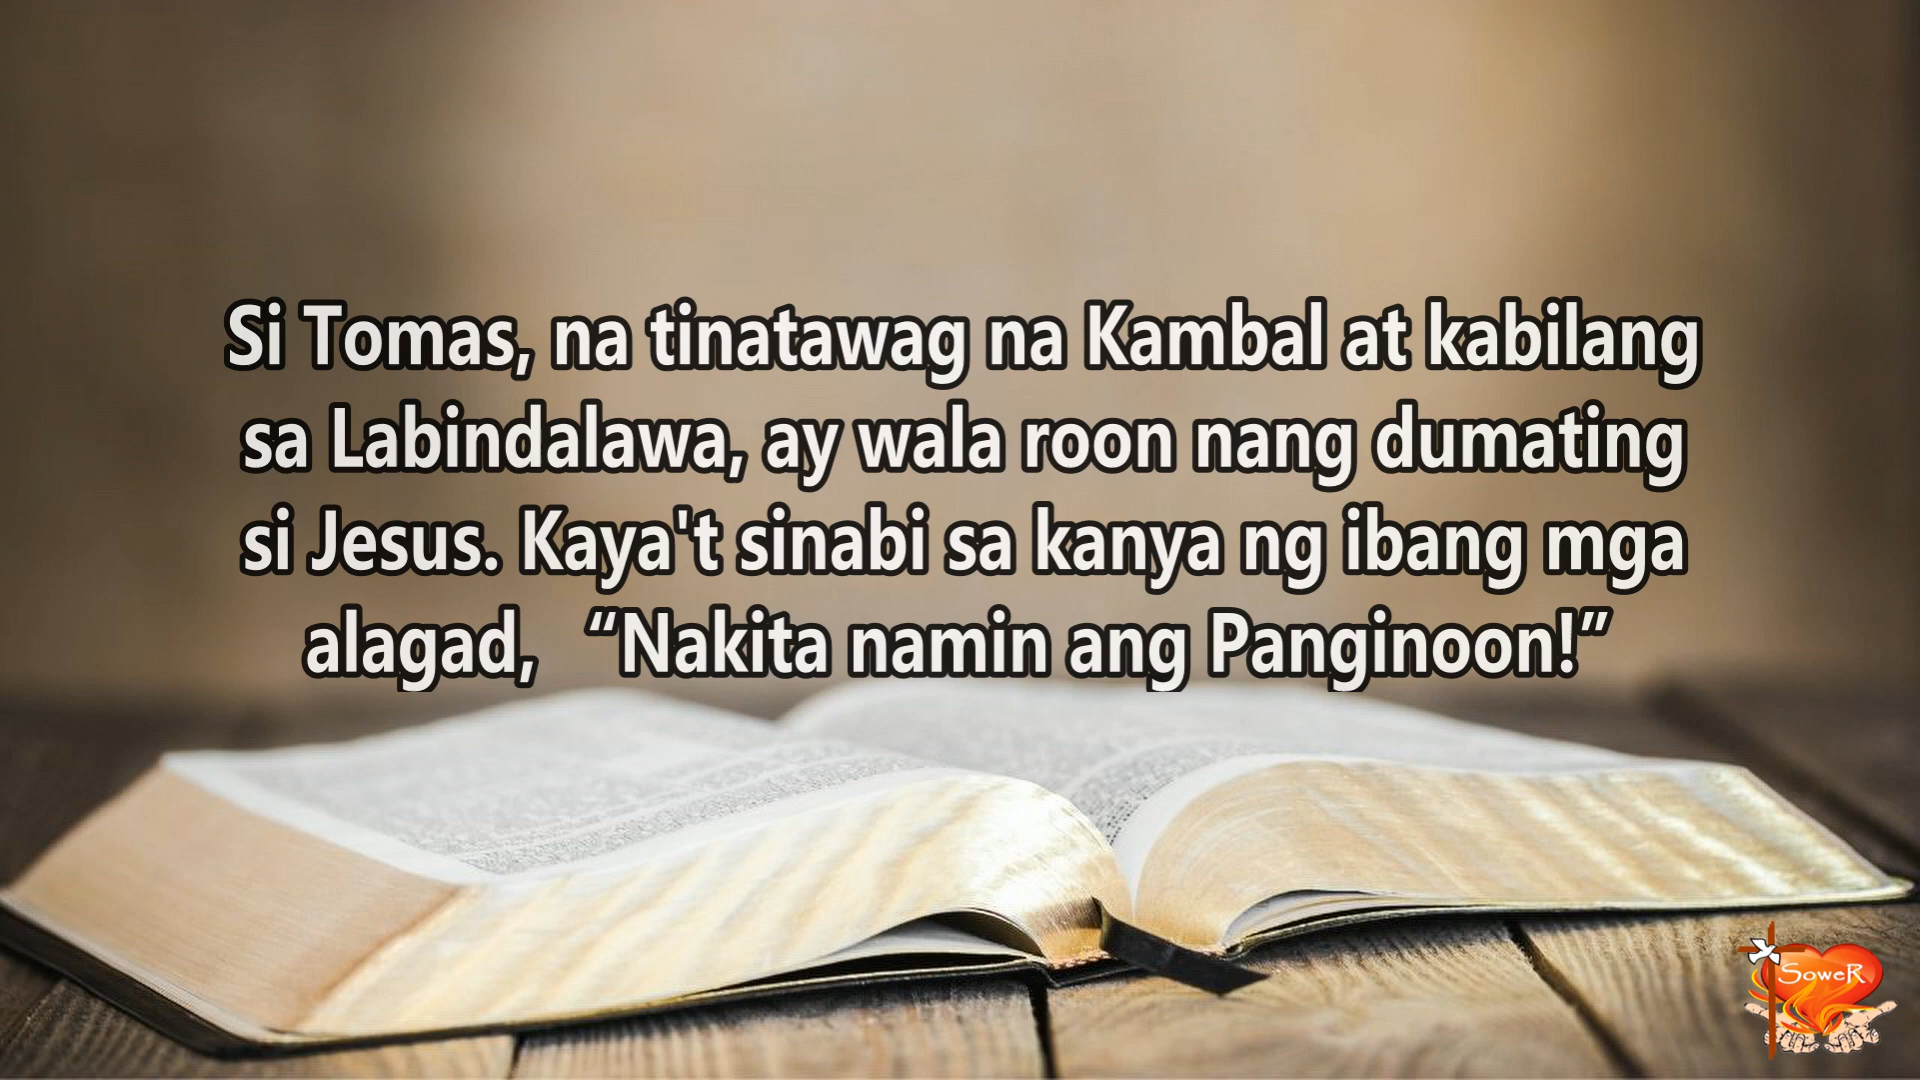 Si Tomas, na tinatawag na Kambal at kabilang
sa Labindalawa, ay wala roon nang dumating
si Jesus. Kaya't sinabi sa kanya ng ibang mga
alagad, “Nakita namin ang Panginoon!”
SoweR